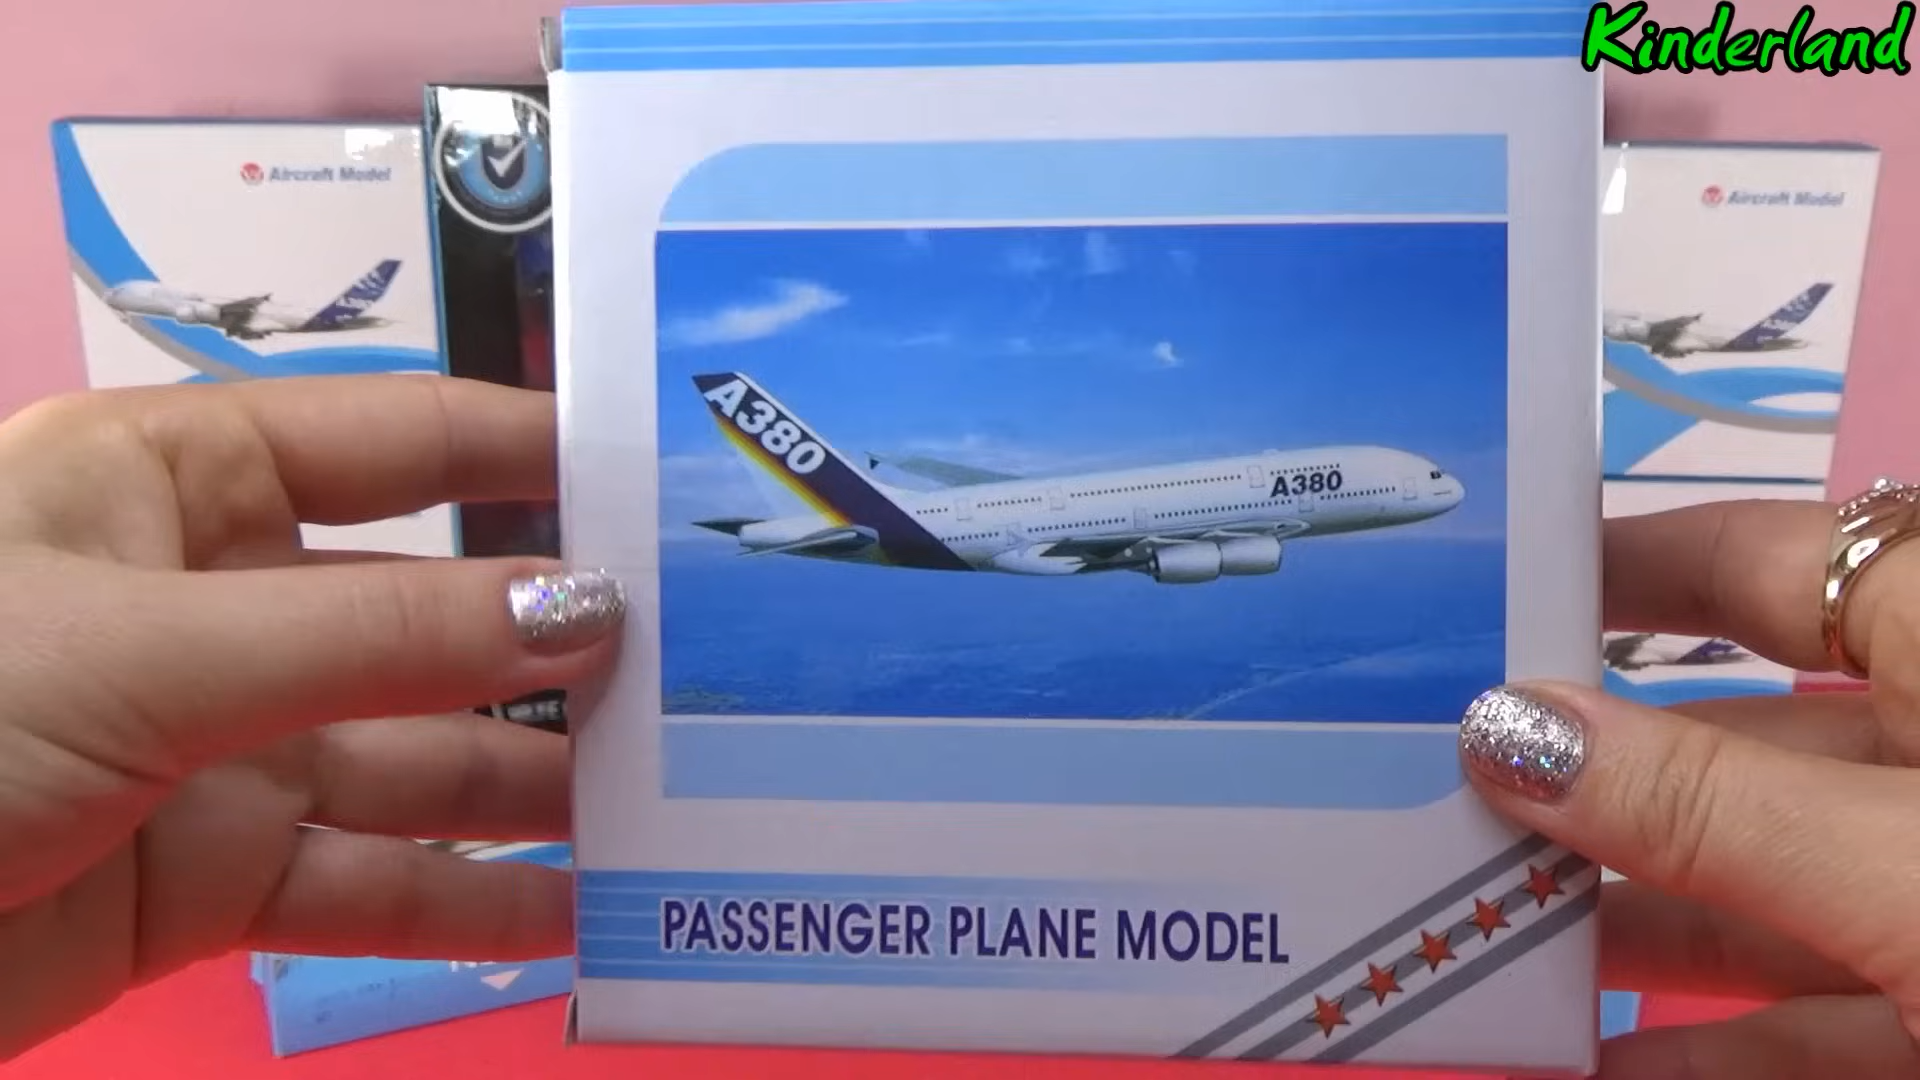 Kinderland
Aircraft Model
Aircraft Model
A380
A380
PASSENGER PLANE MODEL